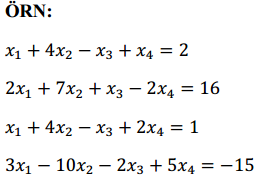 ÖRN:
x₁ + 4x₂ − x₃ + x₄ = 2
2x₁ + 7x₂ + x₃ − 2x₄ = 16
x₁ + 4x₂ − x₃ + 2x₄ = 1
3x₁ − 10x₂ − 2x₃ + 5x₄ = −15